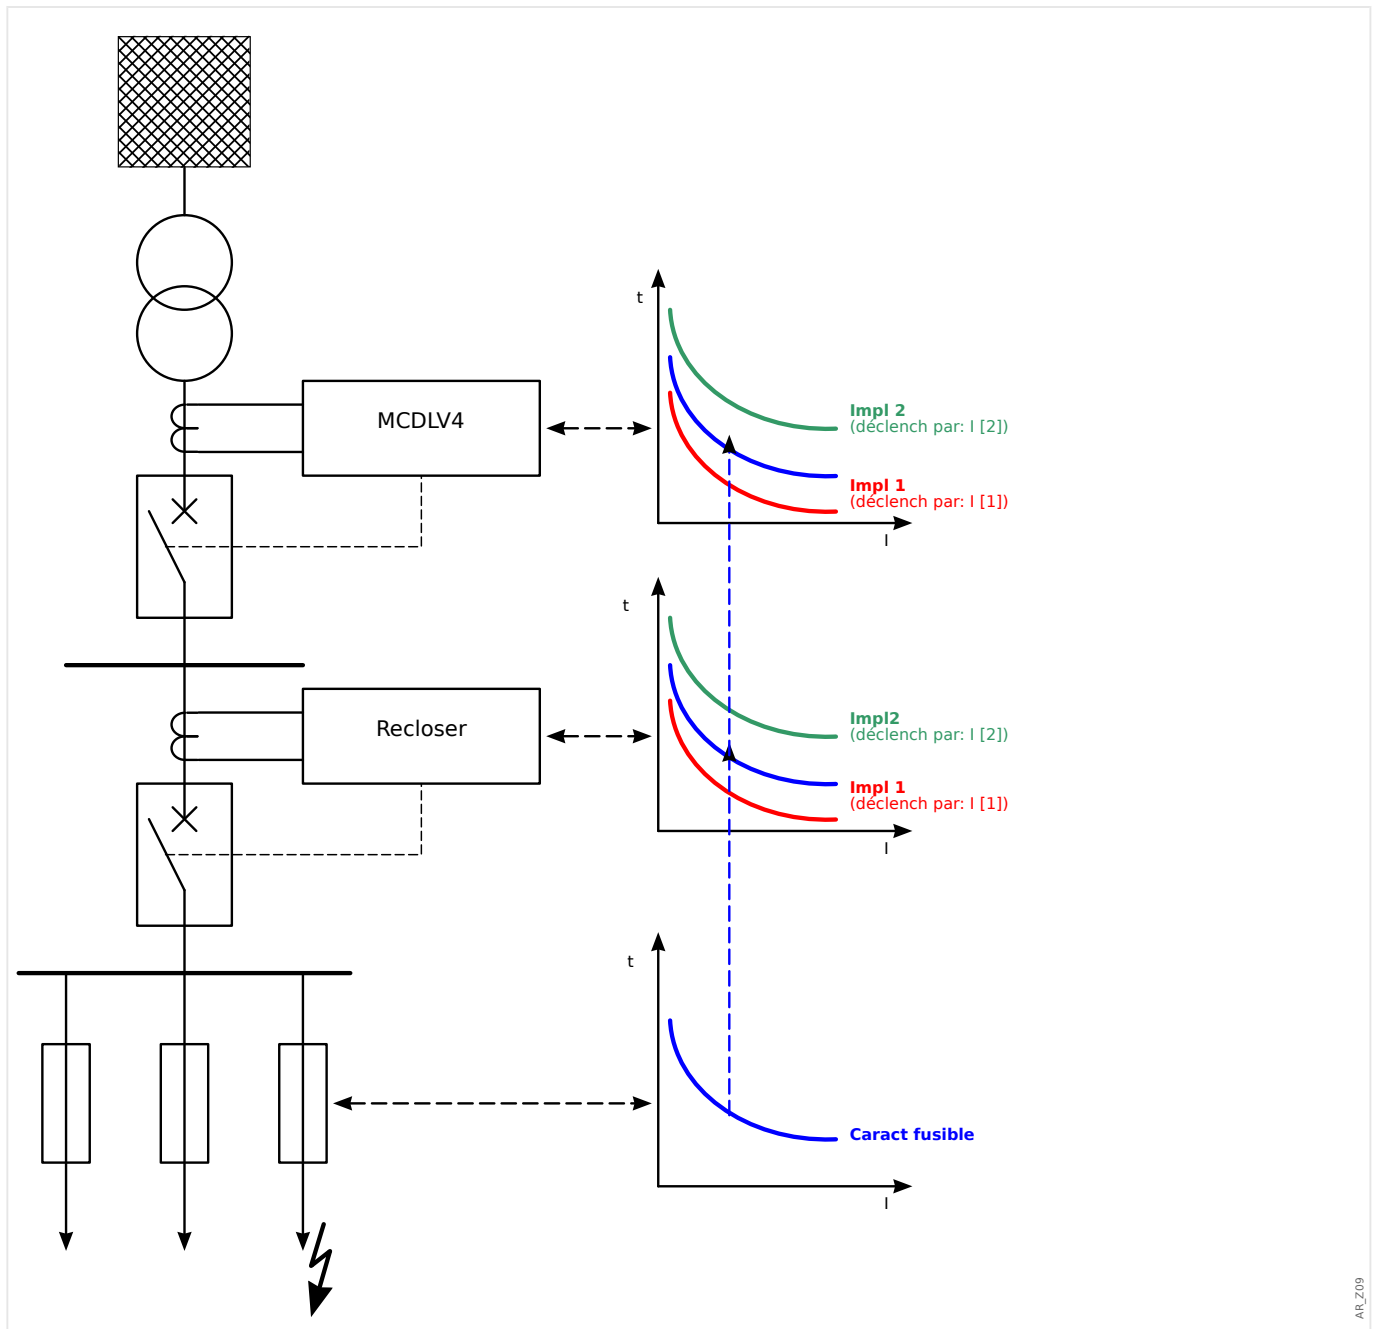 t
MCDLV4
Impl 2
(déclench par: I [2])
Impl 1
(déclench par: I [1])
I
t
Recloser
Impl2
(déclench par: I [2])
Impl 1
(déclench par: I [1])
I
t
Caract fusible
I
AR_Z09